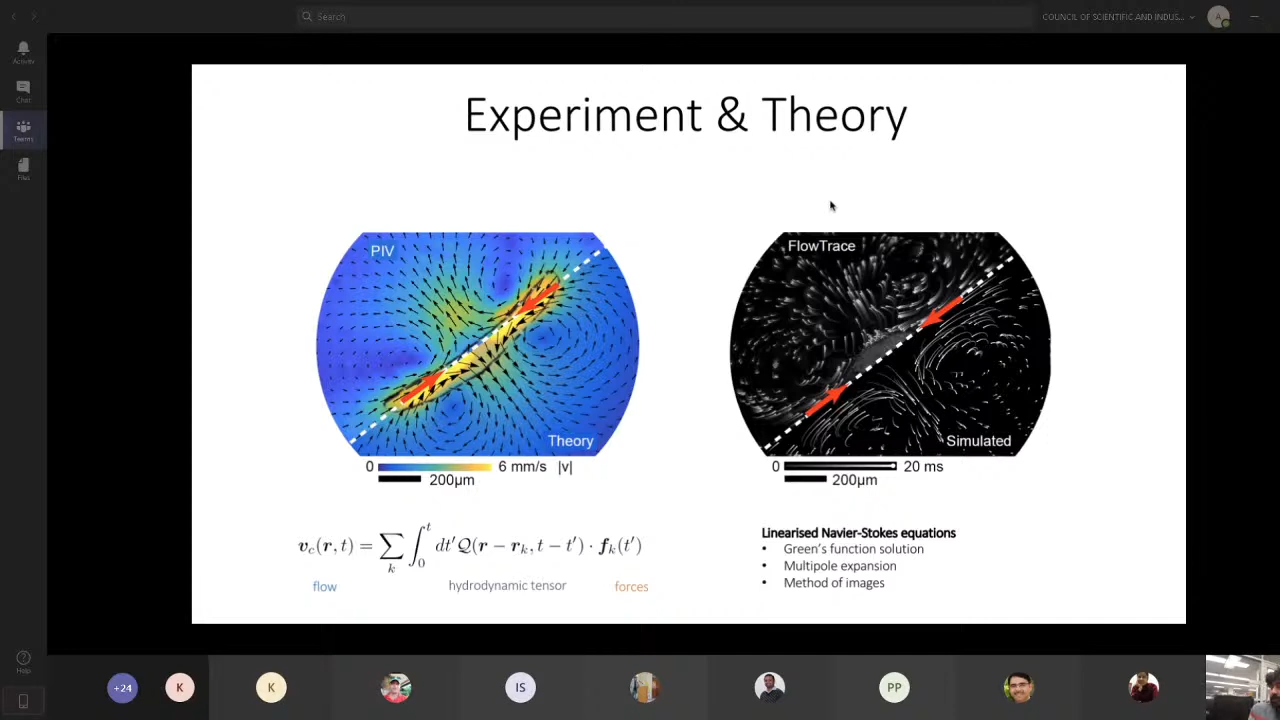 Search
COUNCIL OF SCIENTIFIC AND INDUS...
A
Activity
Chat
Teams
Files
Help
Experiment & Theory
PIV
Theory
0 6 mm/s |v|
200μm
FlowTrace
Simulated
0 20 ms
200μm
𝒗_c(𝒓, t) = ∑_k ∫_0^t dt′ 𝒬(𝒓 − 𝒓_k, t − t′) · 𝒇_k(t′)
flow hydrodynamic tensor forces
Linearised Navier-Stokes equations
• Green's function solution
• Multipole expansion
• Method of images
+24 K K IS PP